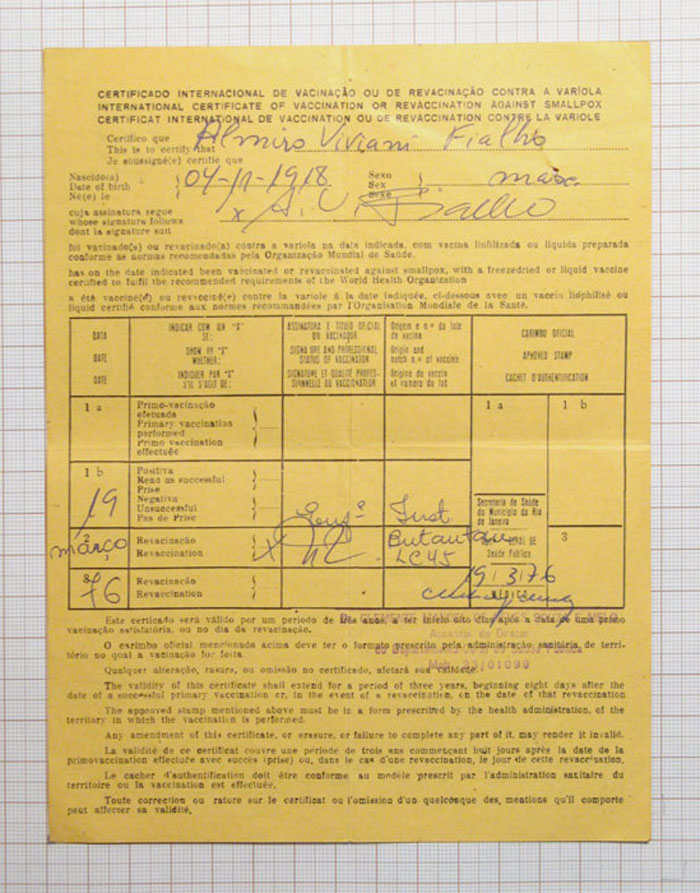 CERTIFICADO INTERNACIONAL DE VACINAÇÃO OU DE REVACINAÇÃO CONTRA A VARÍOLA
INTERNATIONAL CERTIFICATE OF VACCINATION OR REVACCINATION AGAINST SMALLPOX
CERTIFICAT INTERNATIONAL DE VACCINATION OU DE REVACCINATION CONTRE LA VARIOLE
Certifico que
This is to certify that
Je soussigné(e) certifie que
Almiro Viviani Fialho
Nascido(a)
Date of birth
Né(e) le
04-11-1918
Sexo
Sex
Sexe
masc.
cuja assinatura segue
whose signature follows
dont la signature suit
x A. V. Fialho
foi vacinado(s) ou revacinado(a) contra a varíola na data indicada, com vacina liofilizada ou líquida preparada
conforme as normas recomendadas pela Organização Mundial de Saúde.
has on the date indicated been vaccinated or revaccinated against smallpox, with a freezedried or liquid vaccine
certified to fulfil the recommended requirements of the World Health Organization
a été vacciné(e) ou revacciné(e) contre la variole à la date indiquée, ci-dessous avec un vaccin liophilisé ou
liquid certifié conforme aux normes recommandées par l'Organisation Mondiale de la Santé.
DATA
DATE
DATE
INDICAR COM UM "X"
SE:
SHOW BY "X"
WHETHER:
INDIQUER PAR "X"
S'IL S'AGIT DE:
ASSINATURA E TITULO OFICIAL
DO VACINADOR
SIGNATURE AND PROFESSIONAL
STATUS OF VACCINATOR
SIGNATURE ET QUALITÉ PROFES-
SIONNELLE DU VACCINATEUR
Origem e n.º do lote
de vacina
Origin and
batch n.º of vaccine
Origine du vaccin
et numéro du lot
CARIMBO OFICIAL
APROVED STAMP
CACHET D'AUTHENTIFICATION
1 a
Primo-vacinação
efetuada
Primary vaccination
performed
Primo vaccination
effectuée
1 a
1 b
1 b
Positiva
Read as successful
Prise
Negativa
Unsuccessful
Pas de Prise
19
Secretaria de Saúde
do Município do Rio
de Janeiro
Saúde Pública
2
Revacinação
Revaccination
março
x
Inst
Butantan
LC45
3
3
Revacinação
Revaccination
76
19 3 76
MÉDICO
Este certicado será válido por um período de
anos a ter início oito dias após a data de uma primo
vacinação satisfatória, ou no dia da revacinação.
O carimbo oficial mencionado acima deve ter o formato prescrito pela administração sanitária de terri-
tório no qual a vacinação for feita.
Assessor do Diretor
Saúde Pública
Mat. 23/01099
Qualquer alteração, rasura, ou omissão no certificado, afetará sua validade.
The validity of this certificate shall extend for a period of three years, beginning eight days after the
date of a successful primary vaccination or, in the event of a revaccination, on the date of that revaccination
The approved stamp mentioned above must be in a form prescribed by the health administration, of the
territory in which the vaccination is performed.
Any amendment of this certificate, or erasure, or failure to complete any part of it, may render it invalid.
La validité de ce certificat couvre une période de trois ans commençant huit jours après la date de la
primovaccination effectuée avec succès (prise) ou, dans le cas d'une revaccination, le jour de cette revaccination.
Le cacher d'authentification doit être conforme au modèle prescrit par l'administration sanitaire du
territoire ou la vaccination est effectuée.
Toute correction ou rature sur le certificat ou l'omission d'un quelconque des, mentions qu'il comporte
peut affecter sa validité.